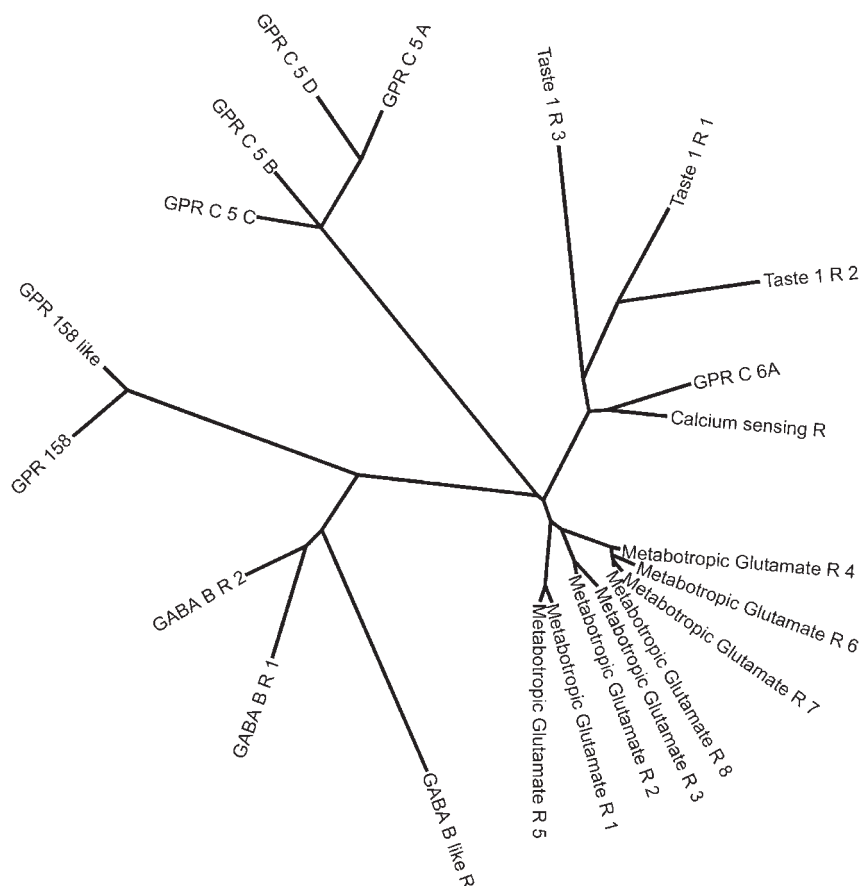 GPR C 5 D
GPR C 5 A
GPR C 5 B
GPR C 5 C
Taste 1 R 3
Taste 1 R 1
Taste 1 R 2
GPR C 6A
Calcium sensing R
GPR 158 like
GPR 158
GABA B R 2
GABA B R 1
GABA B like R
Metabotropic Glutamate R 4
Metabotropic Glutamate R 6
Metabotropic Glutamate R 7
Metabotropic Glutamate R 8
Metabotropic Glutamate R 3
Metabotropic Glutamate R 2
Metabotropic Glutamate R 1
Metabotropic Glutamate R 5